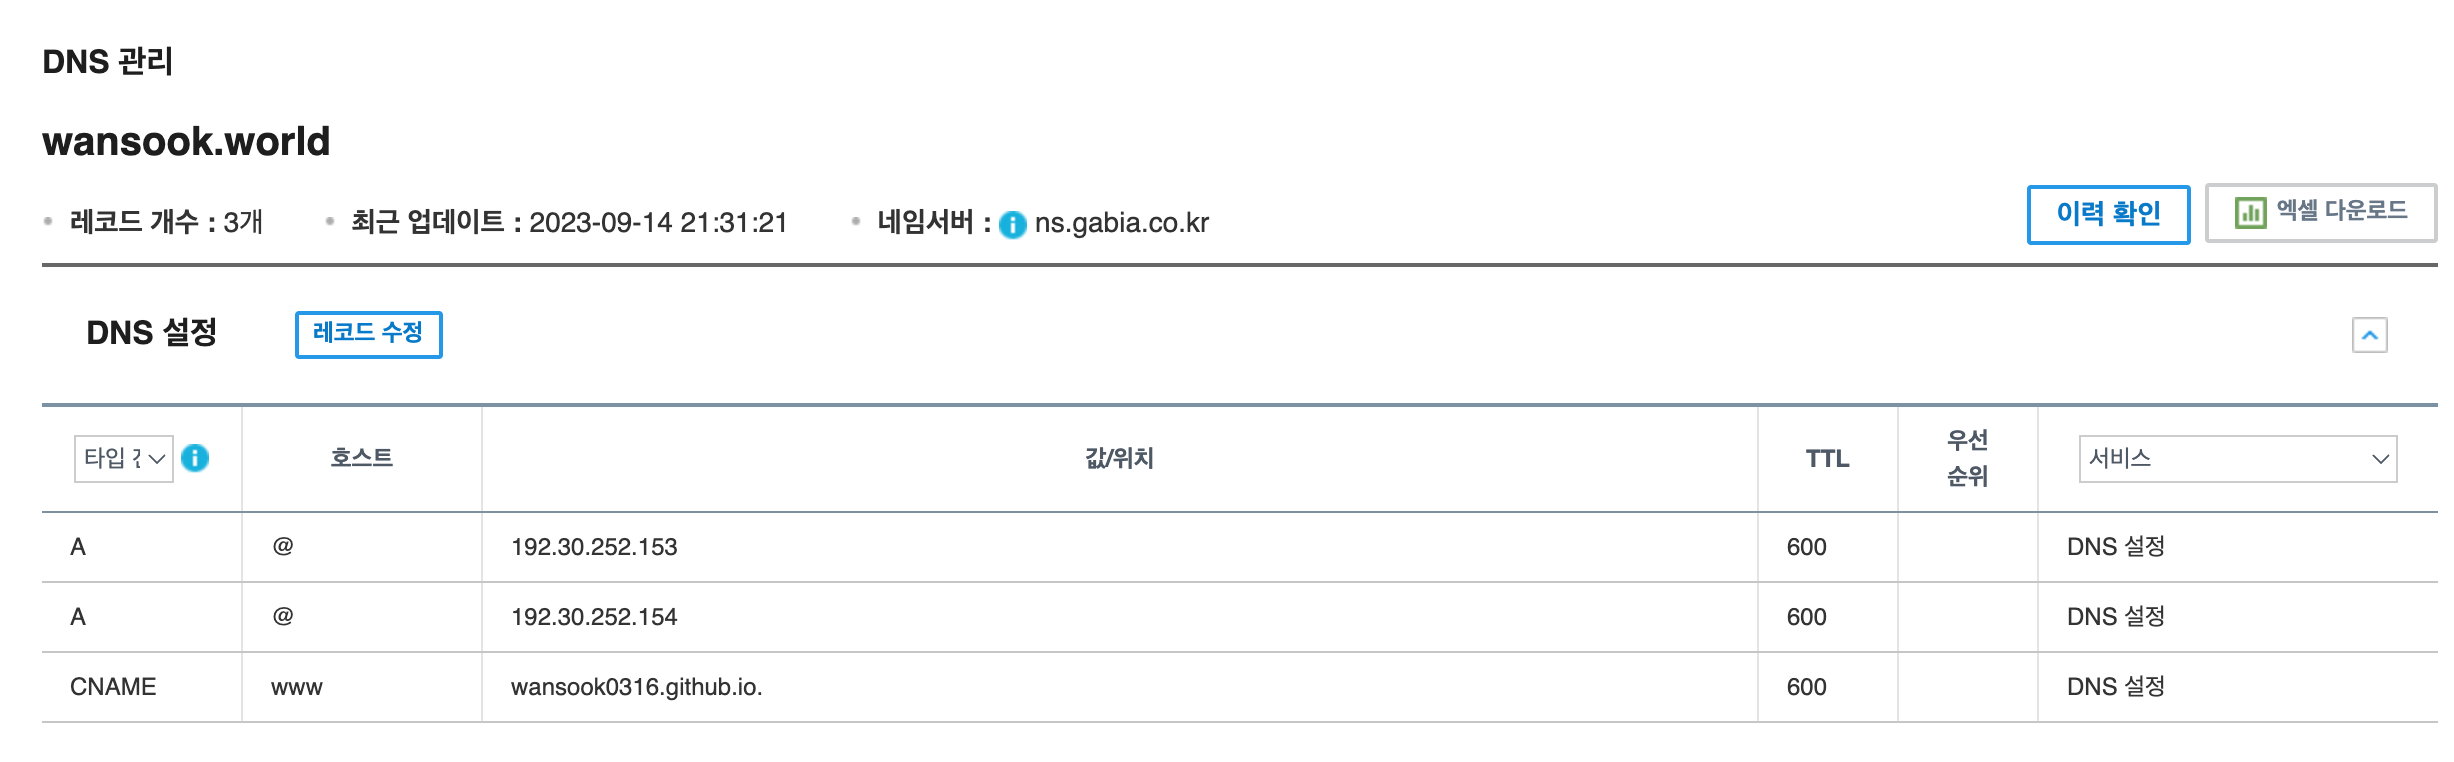 DNS 관리
wansook.world
레코드 개수 : 3개 최근 업데이트 : 2023-09-14 21:31:21 네임서버 : ns.gabia.co.kr 이력 확인 엑셀 다운로드
DNS 설정 레코드 수정
타입 호스트 값/위치 TTL 우선 순위 서비스
A @ 192.30.252.153 600 DNS 설정
A @ 192.30.252.154 600 DNS 설정
CNAME www wansook0316.github.io. 600 DNS 설정